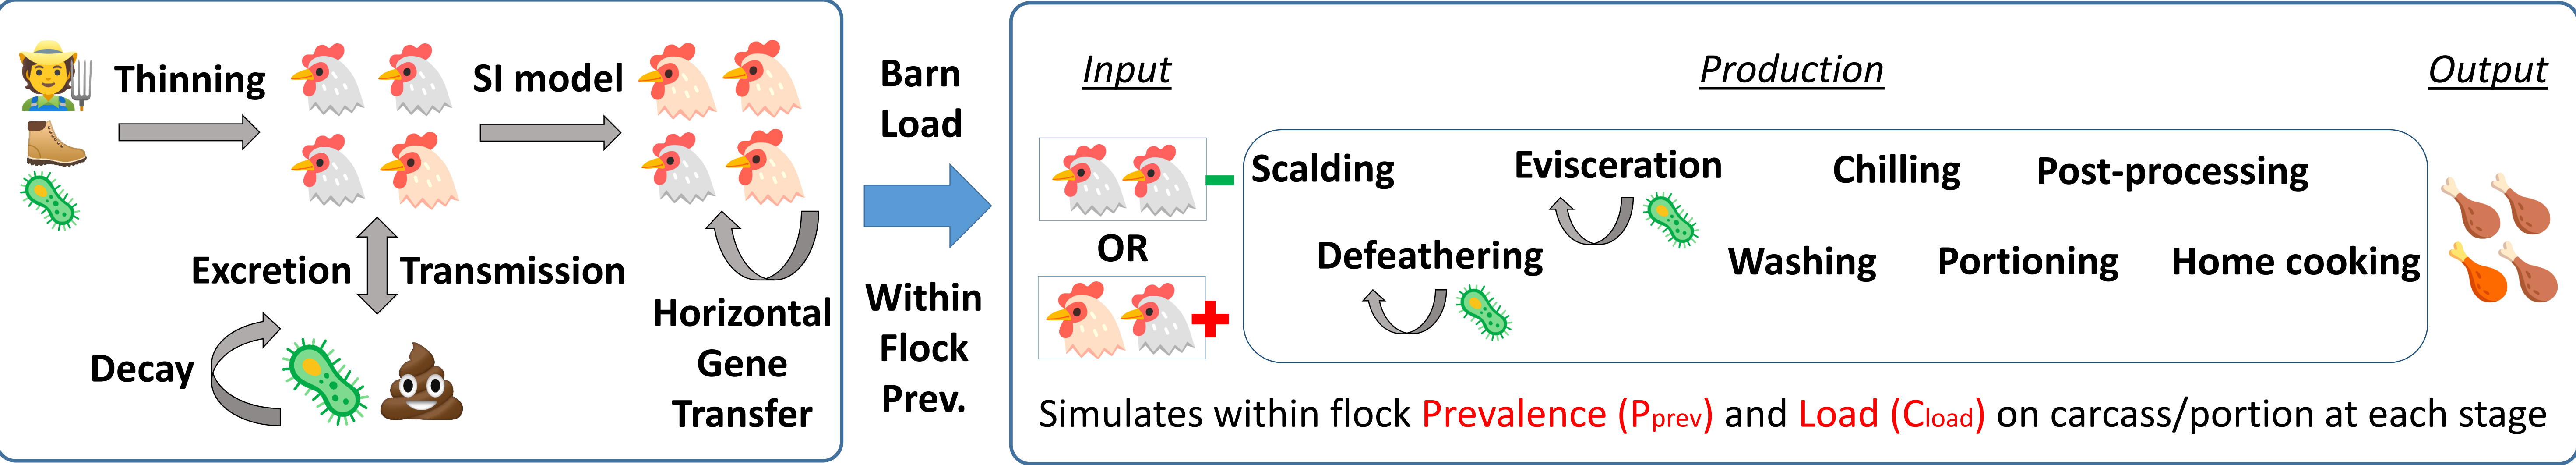 Thinning
SI model
Excretion
Transmission
Decay
Horizontal
Gene
Transfer
Barn
Load
Within
Flock
Prev.
Input
Production
Output
OR
Scalding
Evisceration
Chilling
Post-processing
Defeathering
Washing
Portioning
Home cooking
Simulates within flock Prevalence (Pprev) and Load (Cload) on carcass/portion at each stage